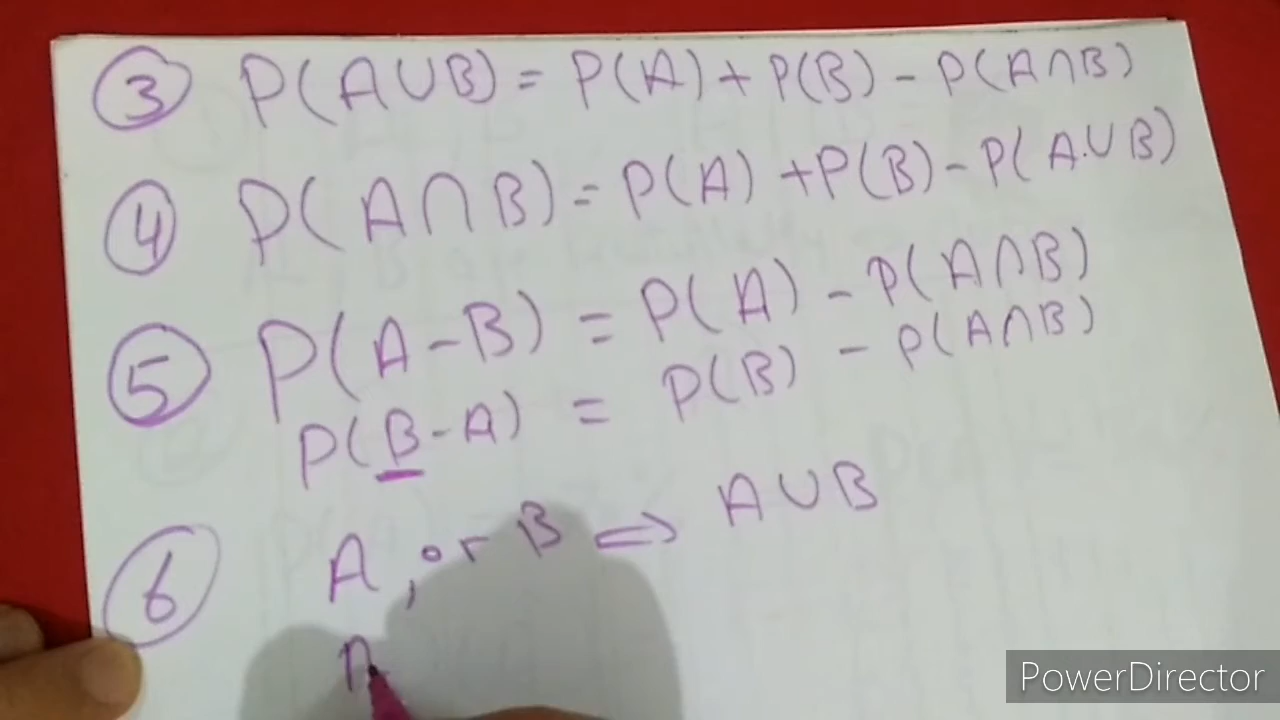 ③ P(A∪B) = P(A) + P(B) - P(A∩B)
④ P(A∩B) = P(A) + P(B) - P(A∪B)
⑤ P(A-B) = P(A) - P(A∩B)
P(B-A) = P(B) - P(A∩B)
⑥ A, or B ⇒ A∪B
A
PowerDirector